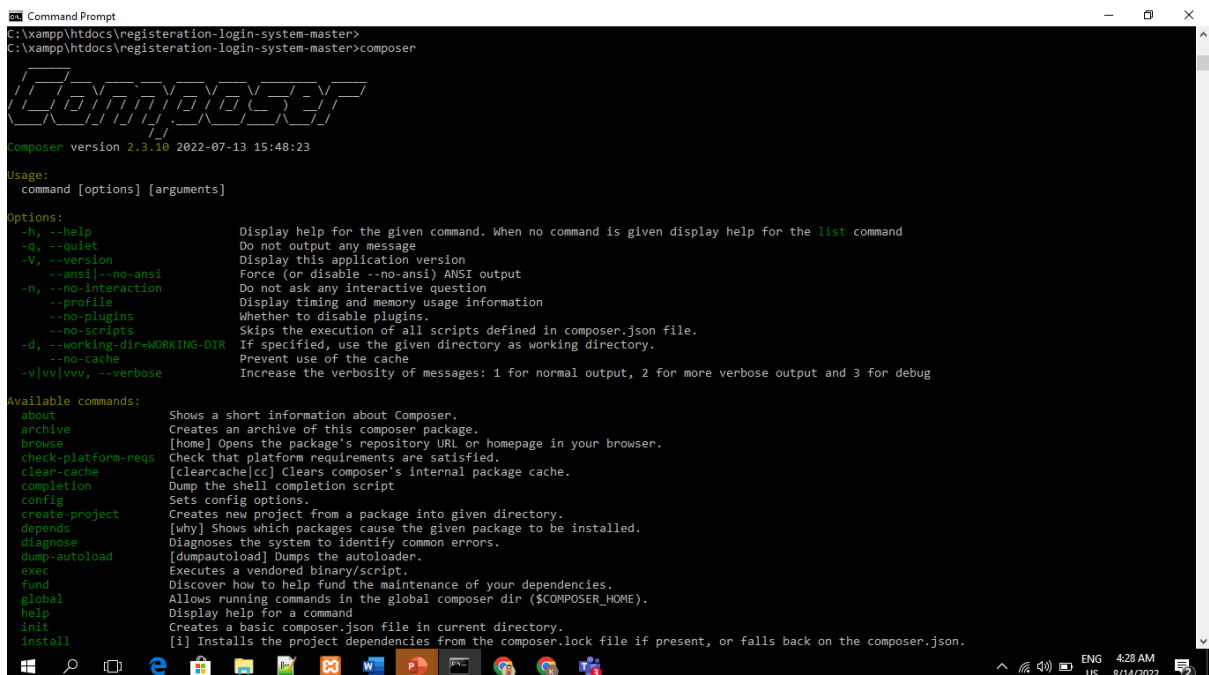 Command Prompt
C:\xampp\htdocs\registeration-login-system-master>
C:\xampp\htdocs\registeration-login-system-master>composer
Composer
Composer version 2.3.10 2022-07-13 15:48:23
Usage:
command [options] [arguments]
Options:
-h, --help Display help for the given command. When no command is given display help for the list command
-q, --quiet Do not output any message
-V, --version Display this application version
--ansi|--no-ansi Force (or disable --no-ansi) ANSI output
-n, --no-interaction Do not ask any interactive question
--profile Display timing and memory usage information
--no-plugins Whether to disable plugins.
--no-scripts Skips the execution of all scripts defined in composer.json file.
-d, --working-dir=WORKING-DIR If specified, use the given directory as working directory.
--no-cache Prevent use of the cache
-v|vv|vvv, --verbose Increase the verbosity of messages: 1 for normal output, 2 for more verbose output and 3 for debug
Available commands:
about Shows a short information about Composer.
archive Creates an archive of this composer package.
browse [home] Opens the package's repository URL or homepage in your browser.
check-platform-reqs Check that platform requirements are satisfied.
clear-cache [clearcache|cc] Clears composer's internal package cache.
completion Dump the shell completion script
config Sets config options.
create-project Creates new project from a package into given directory.
depends [why] Shows which packages cause the given package to be installed.
diagnose Diagnoses the system to identify common errors.
dump-autoload [dumpautoload] Dumps the autoloader.
exec Executes a vendored binary/script.
fund Discover how to help fund the maintenance of your dependencies.
global Allows running commands in the global composer dir ($COMPOSER_HOME).
help Display help for a command
init Creates a basic composer.json file in current directory.
install [i] Installs the project dependencies from the composer.lock file if present, or falls back on the composer.json.
ENG 4:28 AM
US 8/14/2022